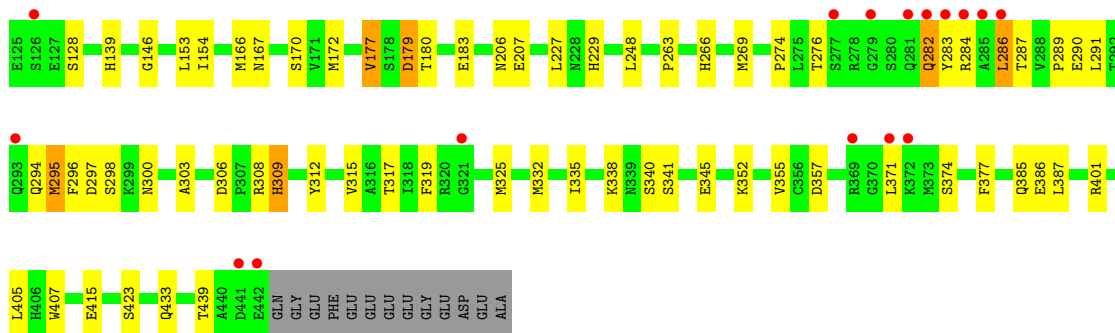 E125 S126 E127 S128 H139 G146 L153 I154 M166 N167 S170 V171 M172 V177 S178 D179 T180 E183 N206 E207 L227 N228 H229 L248 P263 H266 M269 P274 L275 T276 S277 R278 G279 S280 Q281 Q282 Y283 R284 A285 L286 T287 V288 P289 E290 L291
Q293 Q294 M295 F296 D297 S298 K299 N300 A303 D306 P307 R308 H309 Y312 V315 A316 T317 I318 F319 R320 G321 M325 M332 I335 K338 N339 S340 S341 E345 K352 V355 C356 D357 R369 G370 L371 K372 M373 S374 F377 Q385 E386 L387 R401
L405 H406 W407 E415 S423 Q433 T439 A440 D441 E442 GLN GLY GLU PHE GLU GLU GLU GLU GLY GLU ASP GLU ALA